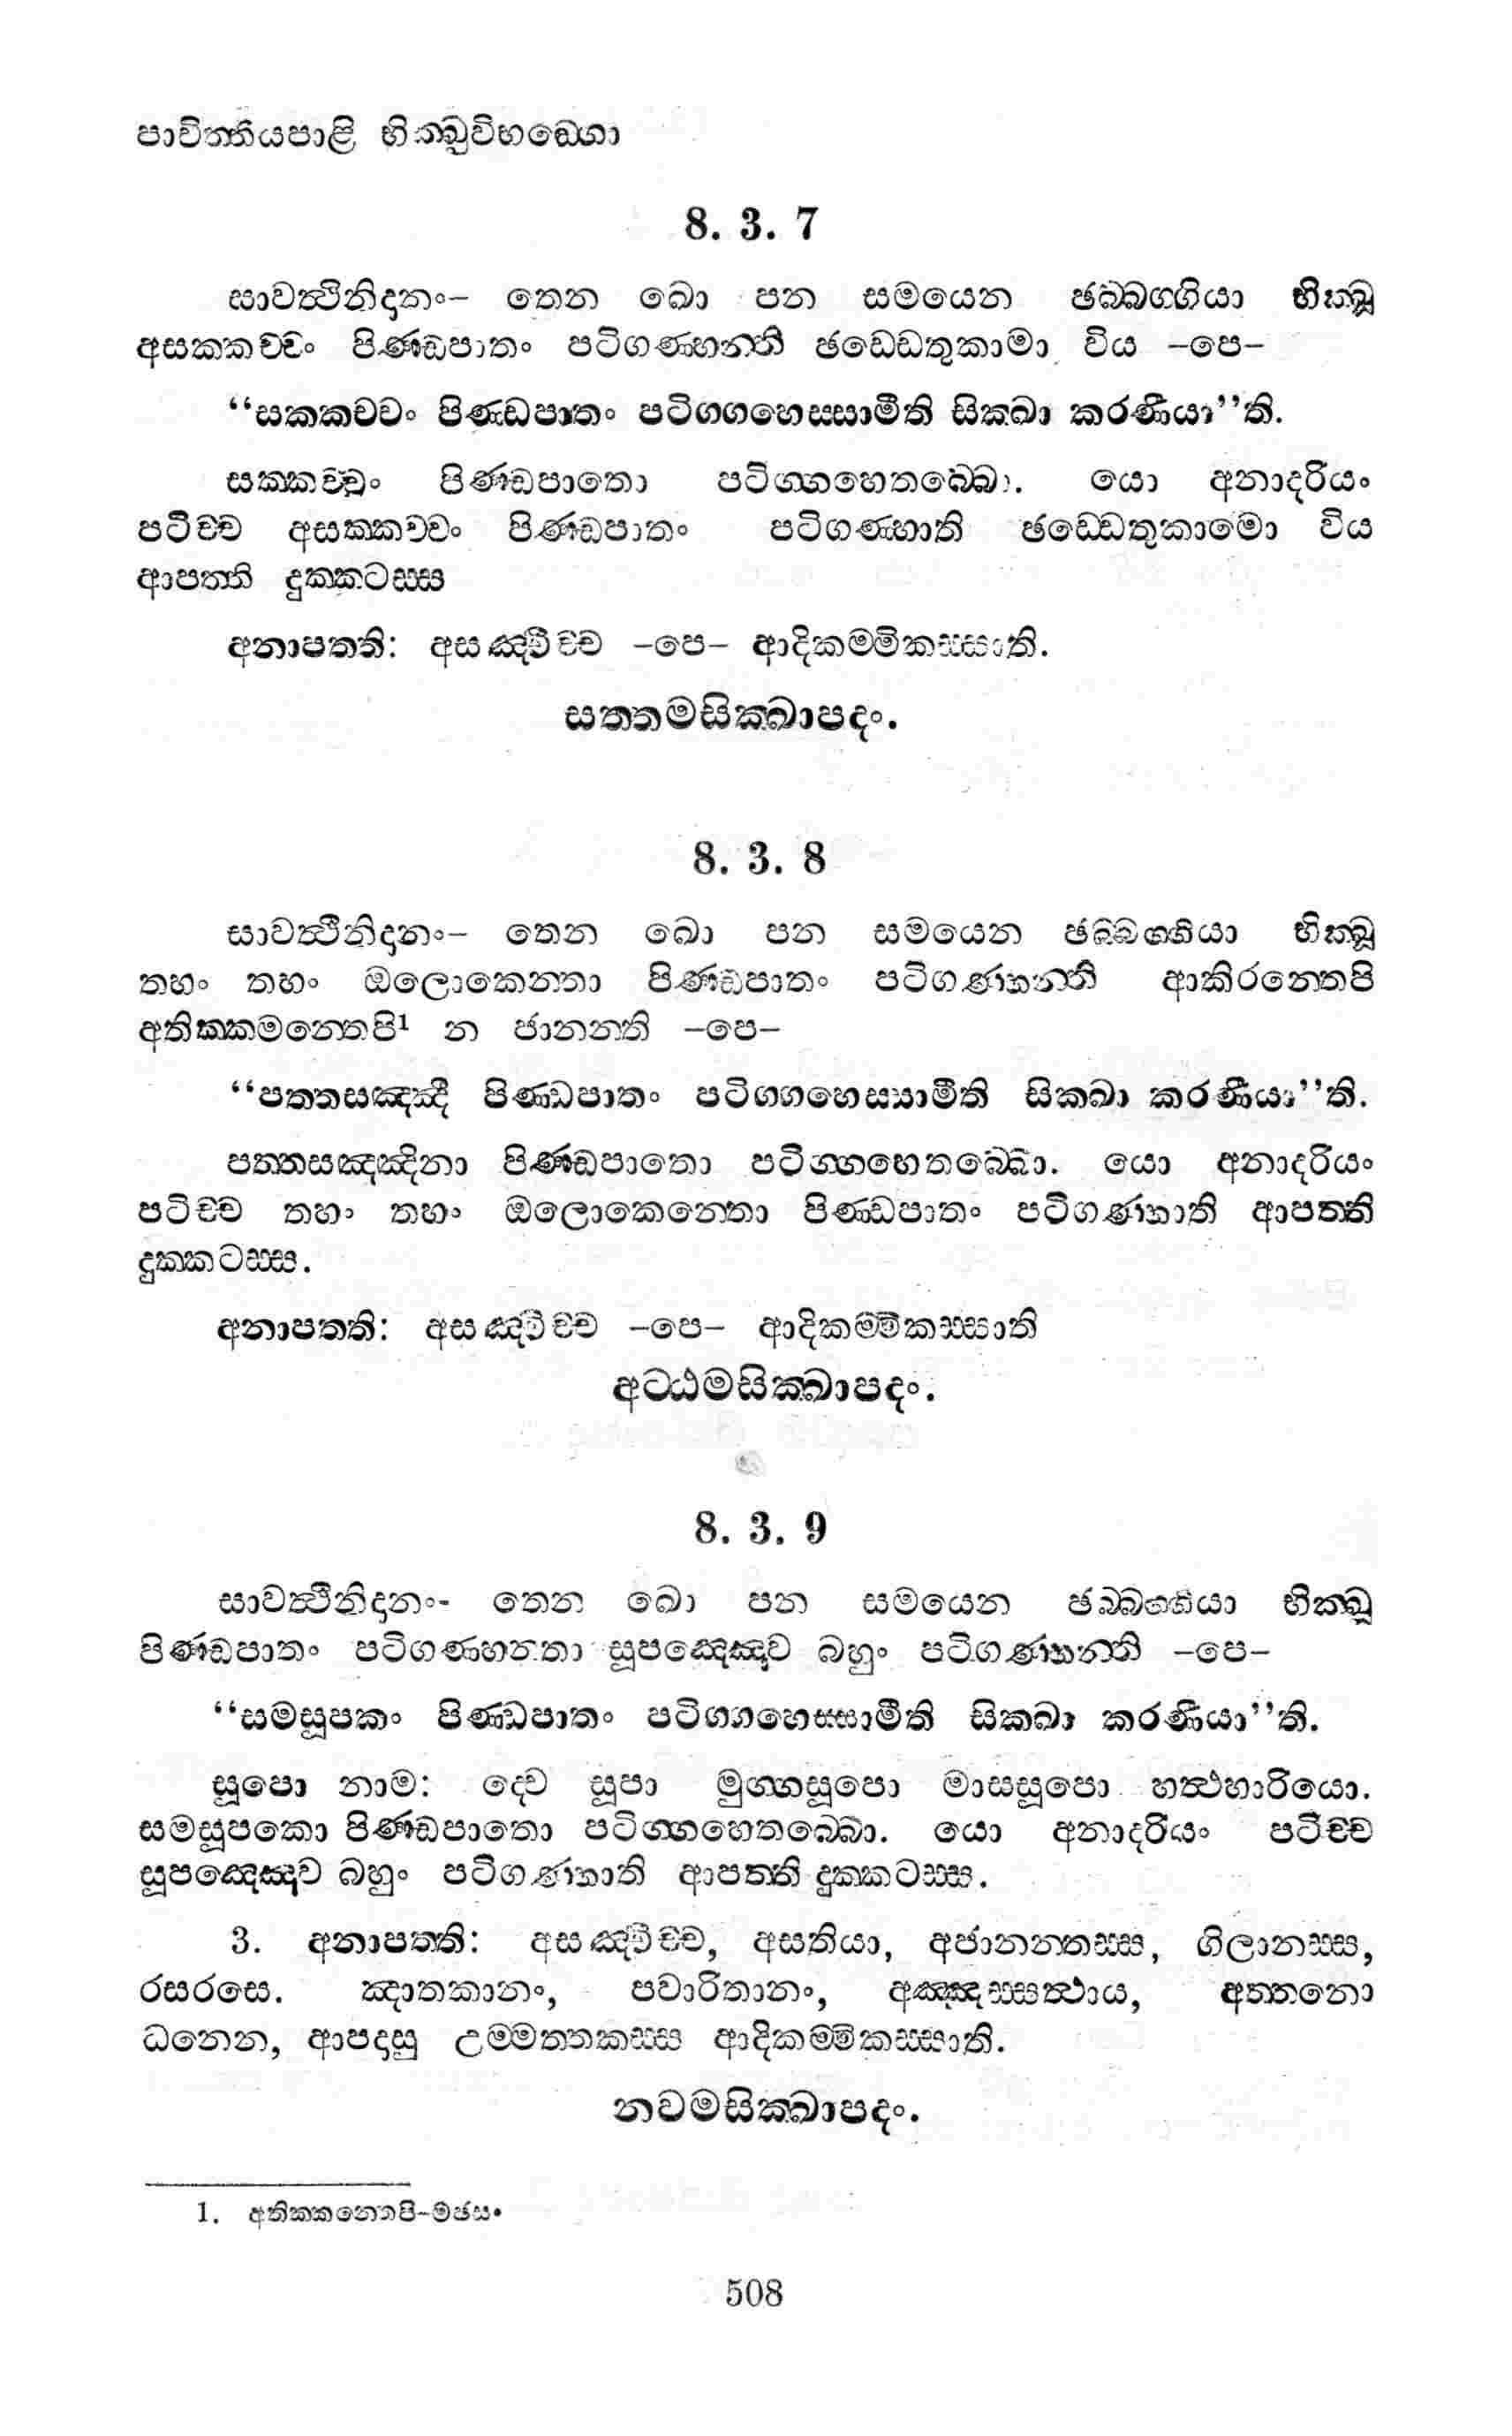 පාචිත්තියපාළි භික්ඛුවිභඞ්ගො
8. 3. 7
සාවත්ථිනිදානං– තෙන ඛො පන සමයෙන ඡබ්බග්ගියා භික්ඛූ
අසක්කච්චං පිණ්ඩපාතං පටිගණ්හන්ති ඡඩ්ඩෙතුකාමා විය –පෙ–
“සක්කච්චං පිණ්ඩපාතං පටිග්ගහෙස්සාමීති සික්ඛා කරණීයා”ති.
සක්කච්චං පිණ්ඩපාතො පටිග්ගහෙතබ්බො. යො අනාදරියං
පටිච්ච අසක්කච්චං පිණ්ඩපාතං පටිගණ්හාති ඡඩ්ඩෙතුකාමො විය
ආපත්ති දුක්කටස්ස
අනාපත්ති: අසඤ්චිච්ච –පෙ– ආදිකම්මිකස්සාති.
සත්තමසික්ඛාපදං.
8. 3. 8
සාවත්ථිනිදානං– තෙන ඛො පන සමයෙන ඡබ්බග්ගියා භික්ඛූ
තහං තහං ඔලොකෙන්තා පිණ්ඩපාතං පටිගණ්හන්ති ආකිරන්තෙපි
අතික්කමන්තෙපි¹ න ජානන්ති –පෙ–
“පත්තසඤ්ඤී පිණ්ඩපාතං පටිග්ගහෙස්සාමීති සික්ඛා කරණීයා”ති.
පත්තසඤ්ඤිනා පිණ්ඩපාතො පටිග්ගහෙතබ්බො. යො අනාදරියං
පටිච්ච තහං තහං ඔලොකෙන්තො පිණ්ඩපාතං පටිගණ්හාති ආපත්ති
දුක්කටස්ස.
අනාපත්ති: අසඤ්චිච්ච –පෙ– ආදිකම්මිකස්සාති
අට්ඨමසික්ඛාපදං.
8. 3. 9
සාවත්ථිනිදානං- තෙන ඛො පන සමයෙන ඡබ්බග්ගියා භික්ඛූ
පිණ්ඩපාතං පටිගණ්හන්තා සූපඤ්ඤෙව බහුං පටිගණ්හන්ති –පෙ–
“සමසූපකං පිණ්ඩපාතං පටිග්ගහෙස්සාමීති සික්ඛා කරණීයා”ති.
සූපො නාම: ද්වෙ සූපා මුග්ගසූපො මාසසූපො හත්ථහාරියො.
සමසූපකො පිණ්ඩපාතො පටිග්ගහෙතබ්බො. යො අනාදරියං පටිච්ච
සූපඤ්ඤෙව බහුං පටිගණ්හාති ආපත්ති දුක්කටස්ස.
3. අනාපත්ති: අසඤ්චිච්ච, අසතියා, අජානන්තස්ස, ගිලානස්ස,
රසරසෙ. ඤාතකානං, පවාරිතානං, අඤ්ඤස්සත්ථාය, අත්තනො
ධනෙන, ආපදාසු උම්මත්තකස්ස ආදිකම්මිකස්සාති.
නවමසික්ඛාපදං.
1. අතික්කන්තෙපි–මඡසං
508